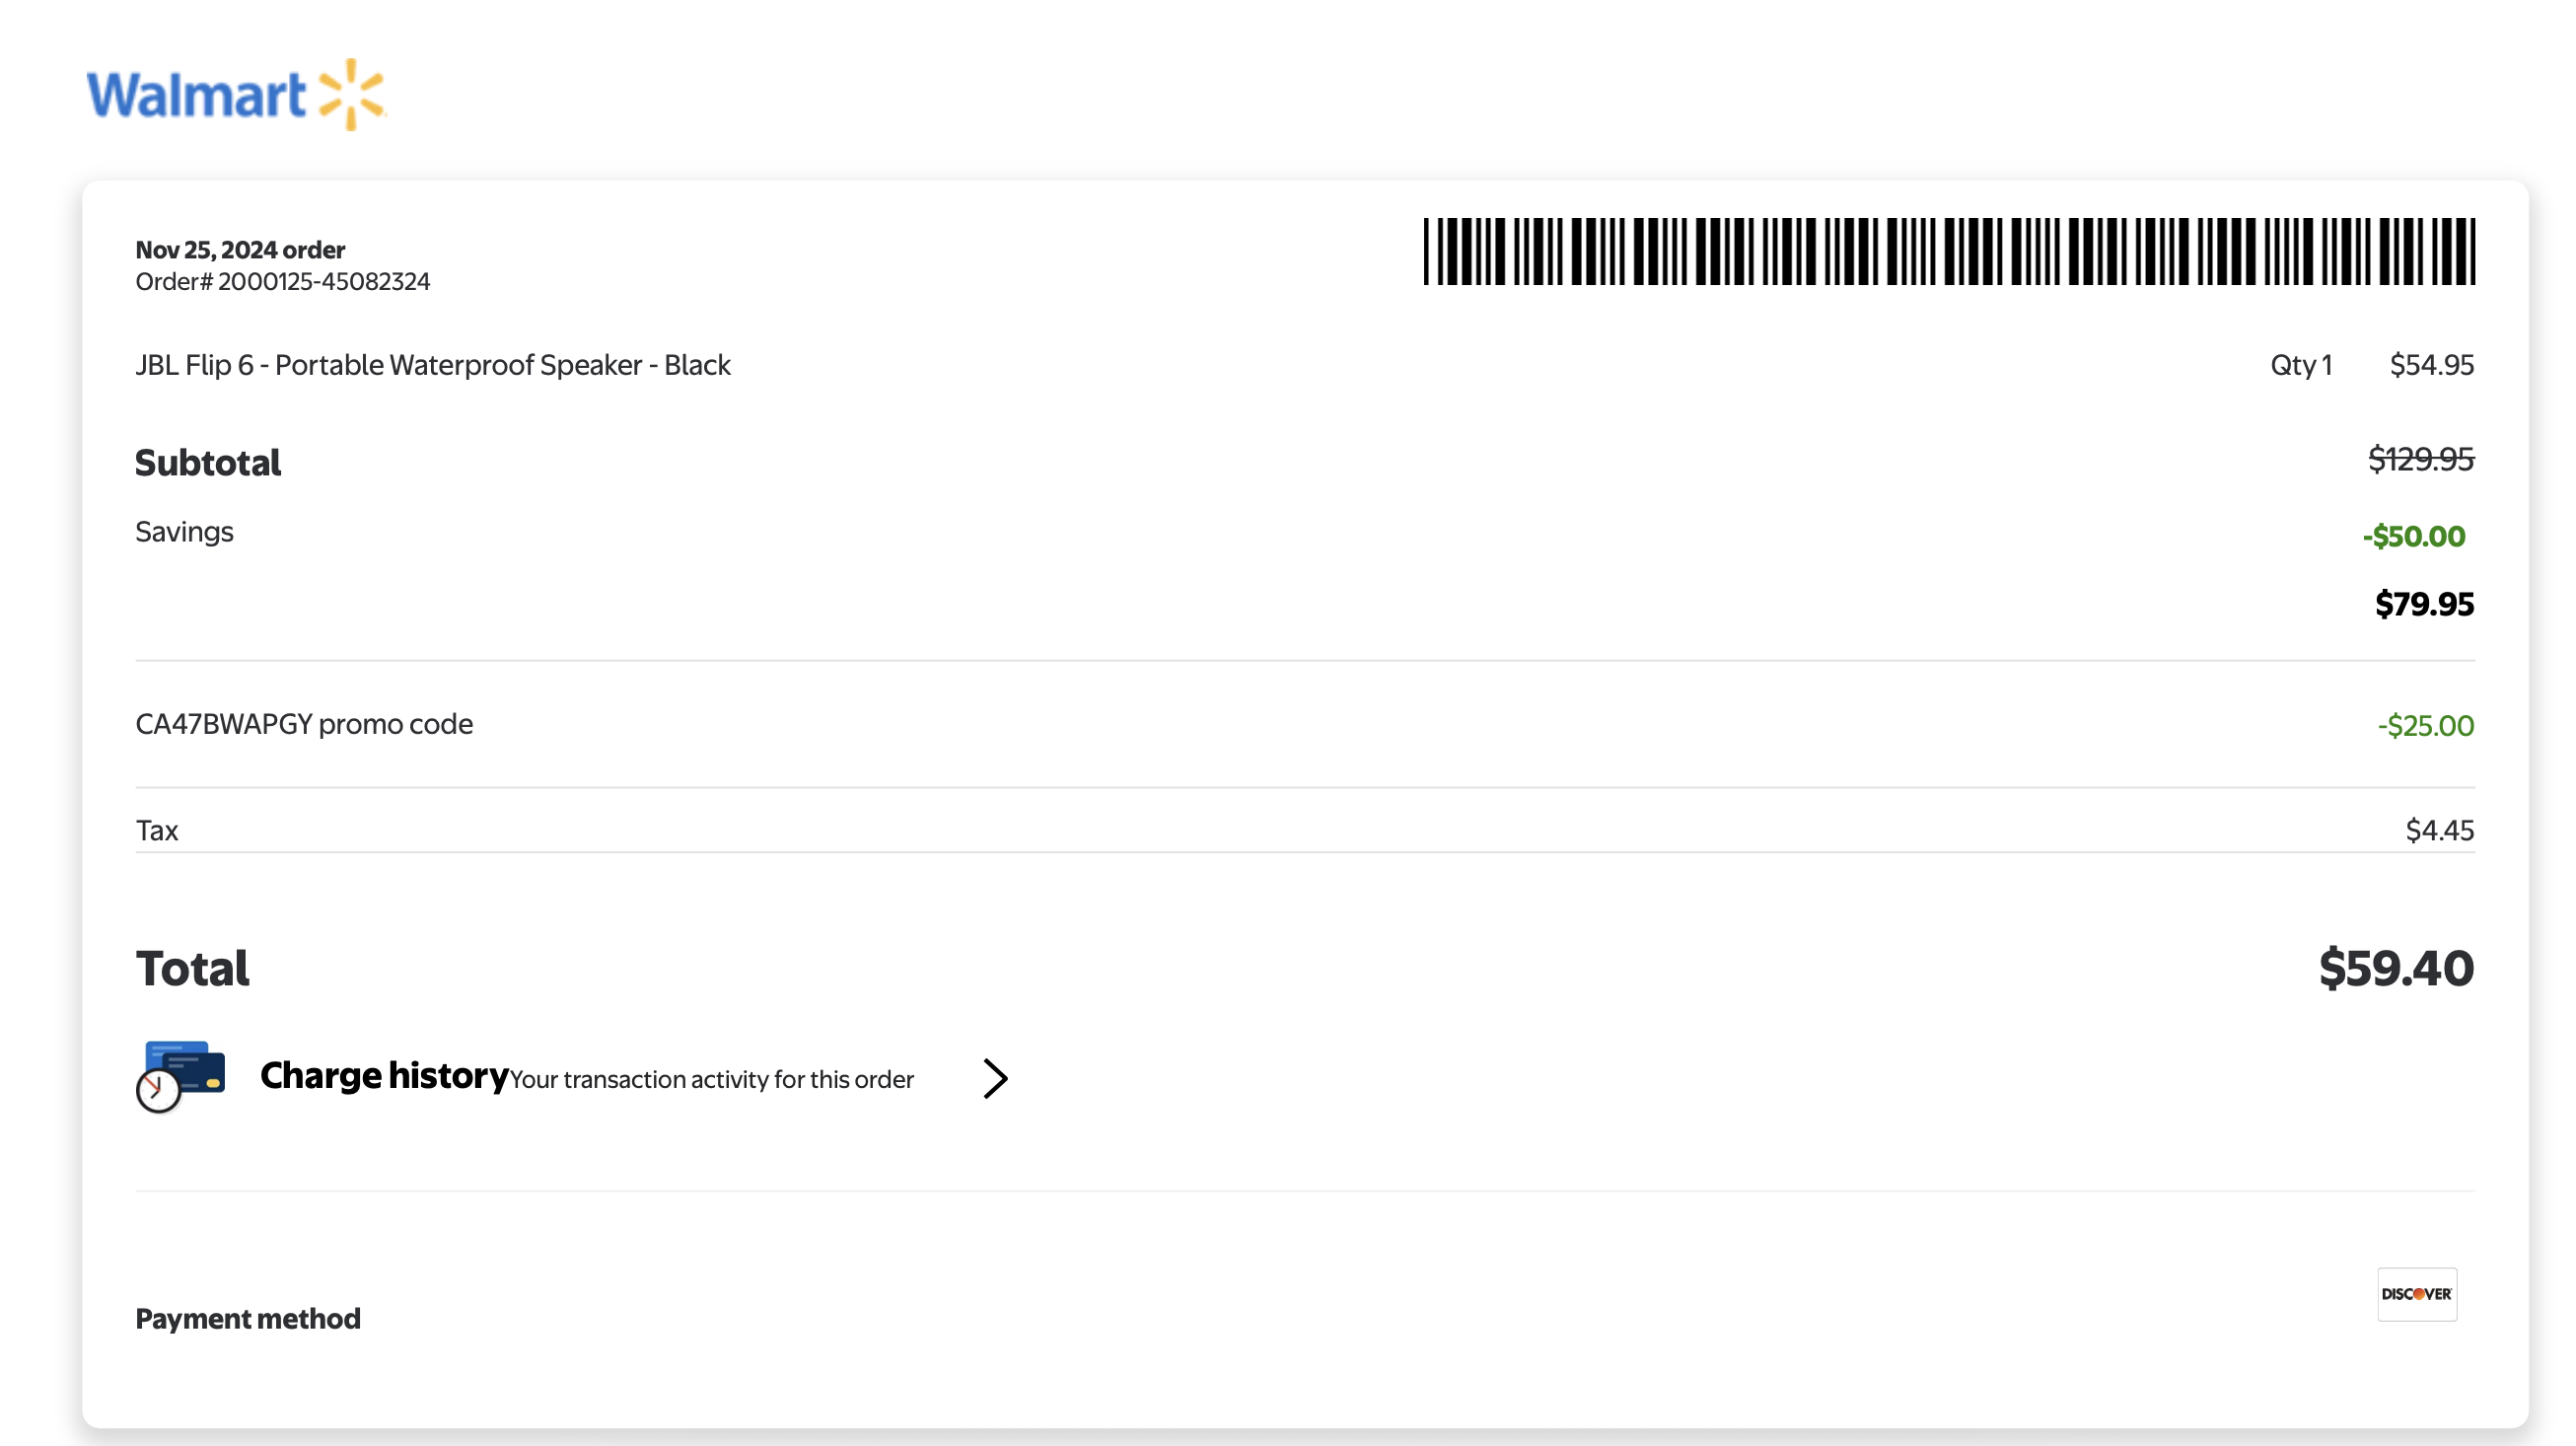 Walmart
Nov 25, 2024 order
Order# 2000125-45082324
JBL Flip 6 - Portable Waterproof Speaker - Black Qty 1 $54.95
Subtotal $129.95
Savings -$50.00
$79.95
CA47BWAPGY promo code -$25.00
Tax $4.45
Total $59.40
Charge history Your transaction activity for this order
Payment method DISCOVER